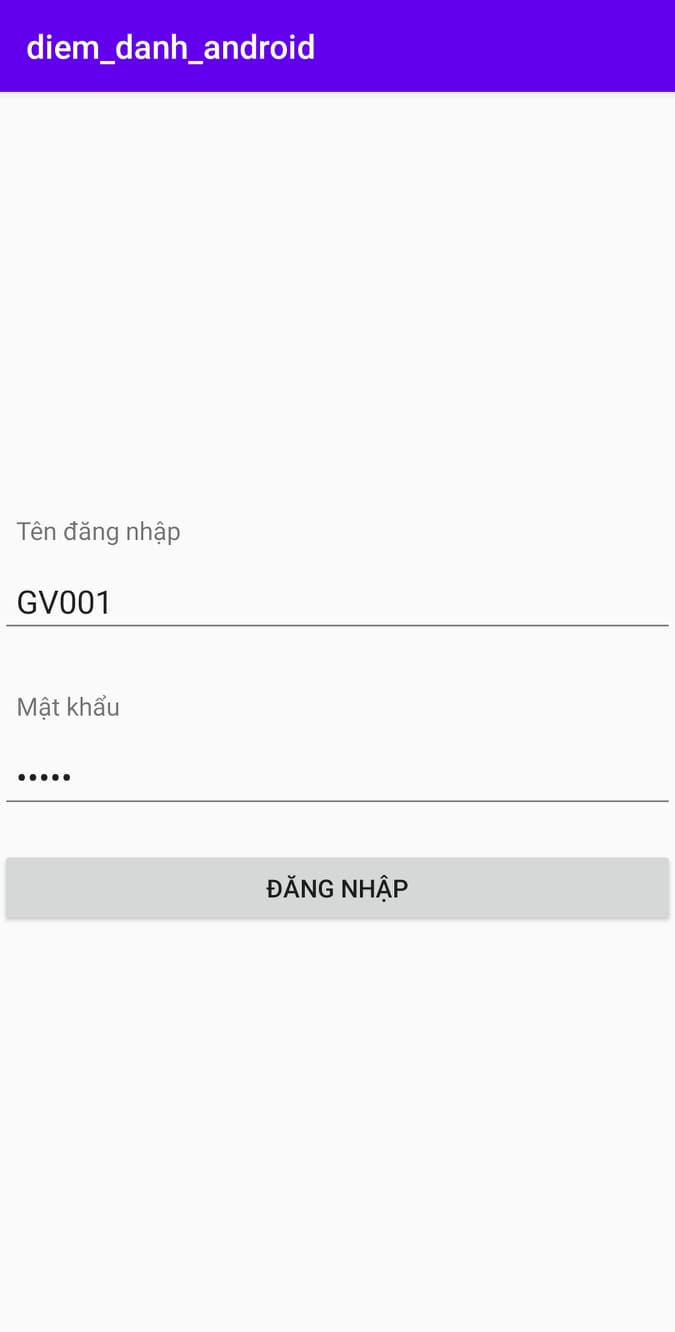 diem_danh_android
Tên đăng nhập
GV001
Mật khẩu
•••••
ĐĂNG NHẬP